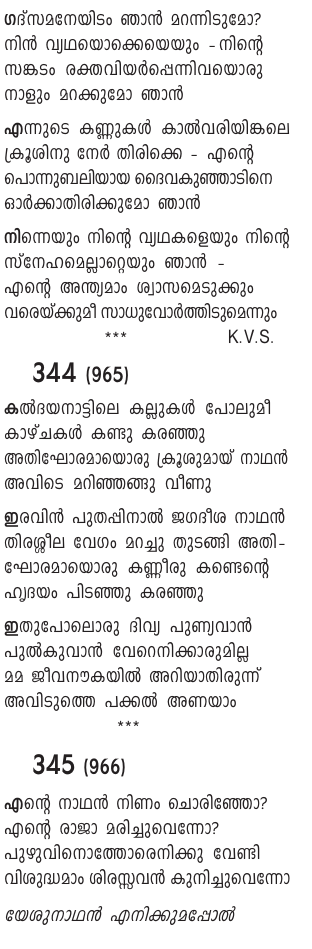 ഗദ്സമനേയിടം ഞാൻ മറന്നിടുമോ?
നിൻ വ്യഥയൊക്കെയെയും - നിന്റെ
സങ്കടം രക്തവിയർപ്പെന്നിവയൊരു
നാളും മറക്കുമോ ഞാൻ
എന്നുടെ കണ്ണുകൾ കാൽവരിയിങ്കലെ
ക്രൂശിനു നേർ തിരിക്കെ - എന്റെ
പൊന്നുബലിയായ ദൈവകുഞ്ഞാടിനെ
ഓർക്കാതിരിക്കുമോ ഞാൻ
നിന്നെയും നിന്റെ വ്യഥകളെയും നിന്റെ
സ്നേഹമെല്ലാറ്റെയും ഞാൻ -
എന്റെ അന്ത്യമാം ശ്വാസമെടുക്കും
വരെയ്ക്കുമീ സാധുവോർത്തിടുമെന്നും
*** K.V.S.
344 (965)
കൽദയനാട്ടിലെ കല്ലുകൾ പോലുമീ
കാഴ്ചകൾ കണ്ടു കരഞ്ഞു
അതിഘോരമായൊരു ക്രൂശുമായ് നാഥൻ
അവിടെ മറിഞ്ഞങ്ങു വീണു
ഇരവിൻ പുതപ്പിനാൽ ജഗദീശ നാഥൻ
തിരശ്ശീല വേഗം മറച്ചു തുടങ്ങി അതി-
ഘോരമായൊരു കണ്ണീരു കണ്ടെന്റെ
ഹൃദയം പിടഞ്ഞു കരഞ്ഞു
ഇതുപോലൊരു ദിവ്യ പുണ്യവാൻ
പുൽകുവാൻ വേറെനിക്കാരുമില്ല
മമ ജീവനൗകയിൽ അറിയാതിരുന്ന്
അവിടുത്തെ പക്കൽ അണയാം
***
345 (966)
എന്റെ നാഥൻ നിണം ചൊരിഞ്ഞോ?
എന്റെ രാജാ മരിച്ചുവെന്നോ?
പുഴുവിനൊത്തോരെനിക്കു വേണ്ടി
വിശുദ്ധമാം ശിരസ്സവൻ കുനിച്ചുവെന്നോ
യേശുനാഥൻ എനിക്കുമപ്പോൽ